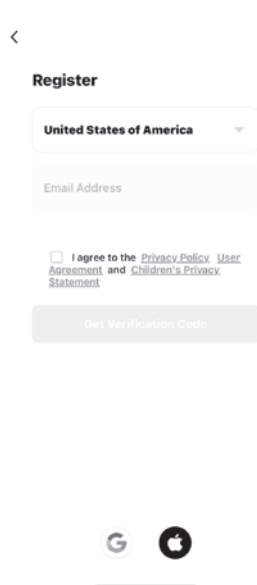 Register
United States of America
Email Address
I agree to the Privacy Policy User
Agreement and Children's Privacy
Statement
Get Verification Code